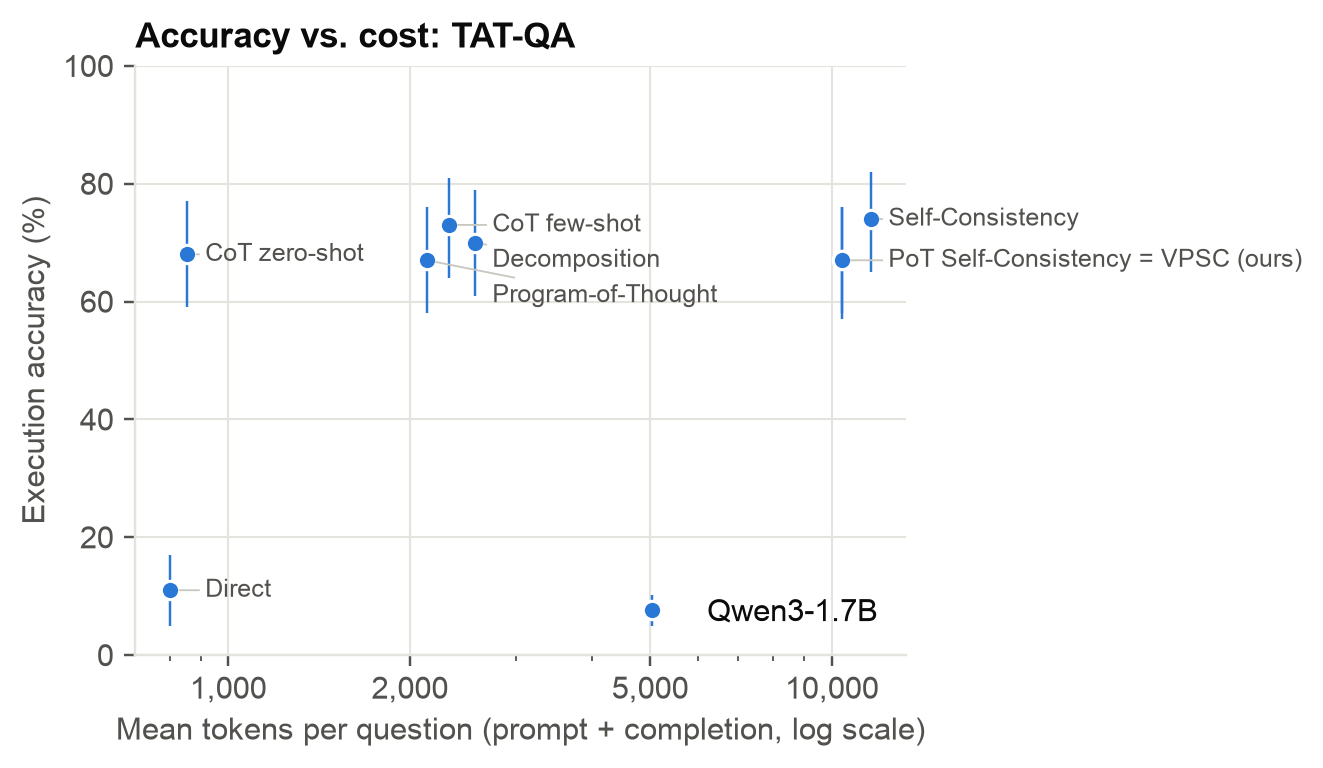 Accuracy vs. cost: TAT-QA
100
80
60
40
20
0
Execution accuracy (%)
CoT zero-shot
CoT few-shot
Decomposition
Program-of-Thought
Self-Consistency
PoT Self-Consistency = VPSC (ours)
Direct
Qwen3-1.7B
1,000
2,000
5,000
10,000
Mean tokens per question (prompt + completion, log scale)